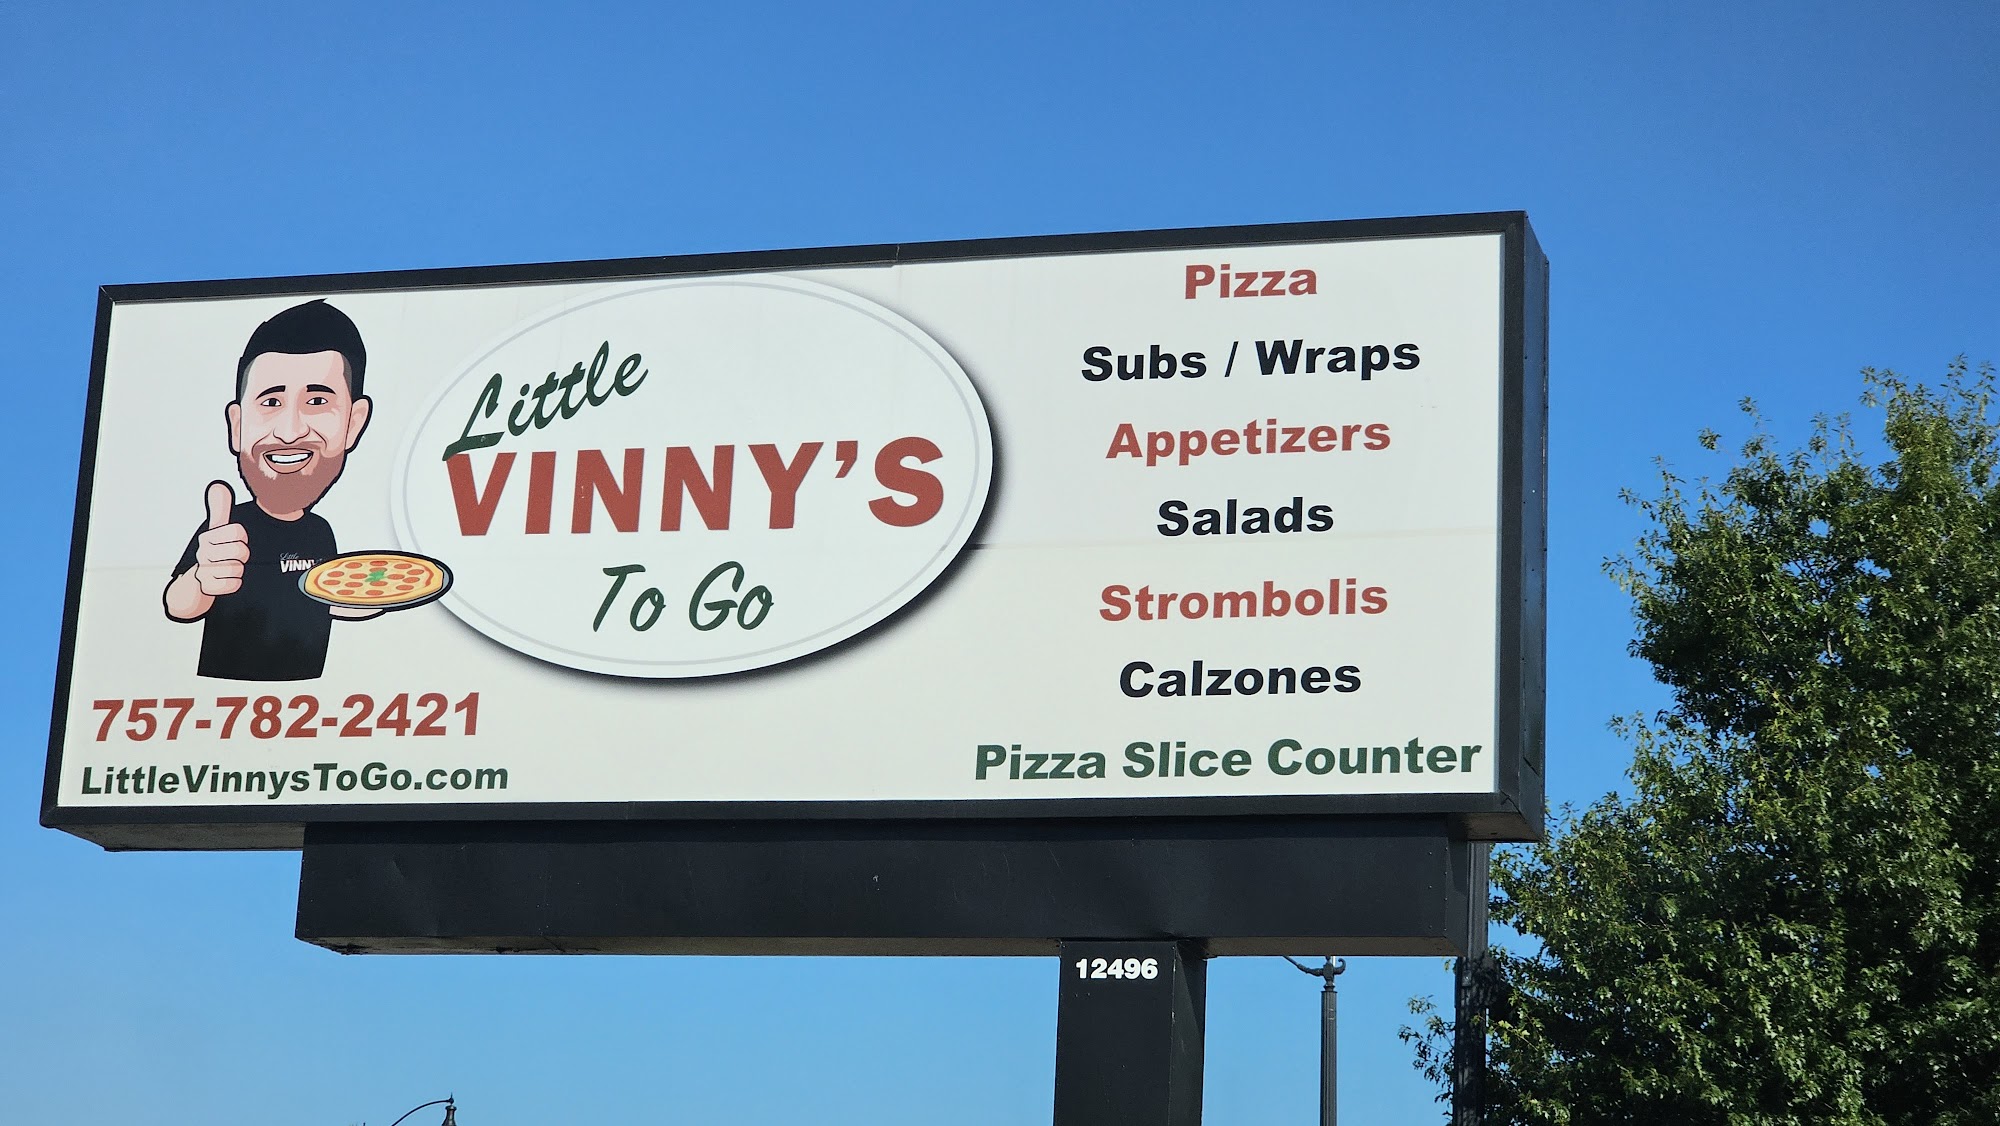 Little
VINNY'S
To Go
VINNY
757-782-2421
LittleVinnysToGo.com
Pizza
Subs / Wraps
Appetizers
Salads
Strombolis
Calzones
Pizza Slice Counter
12496